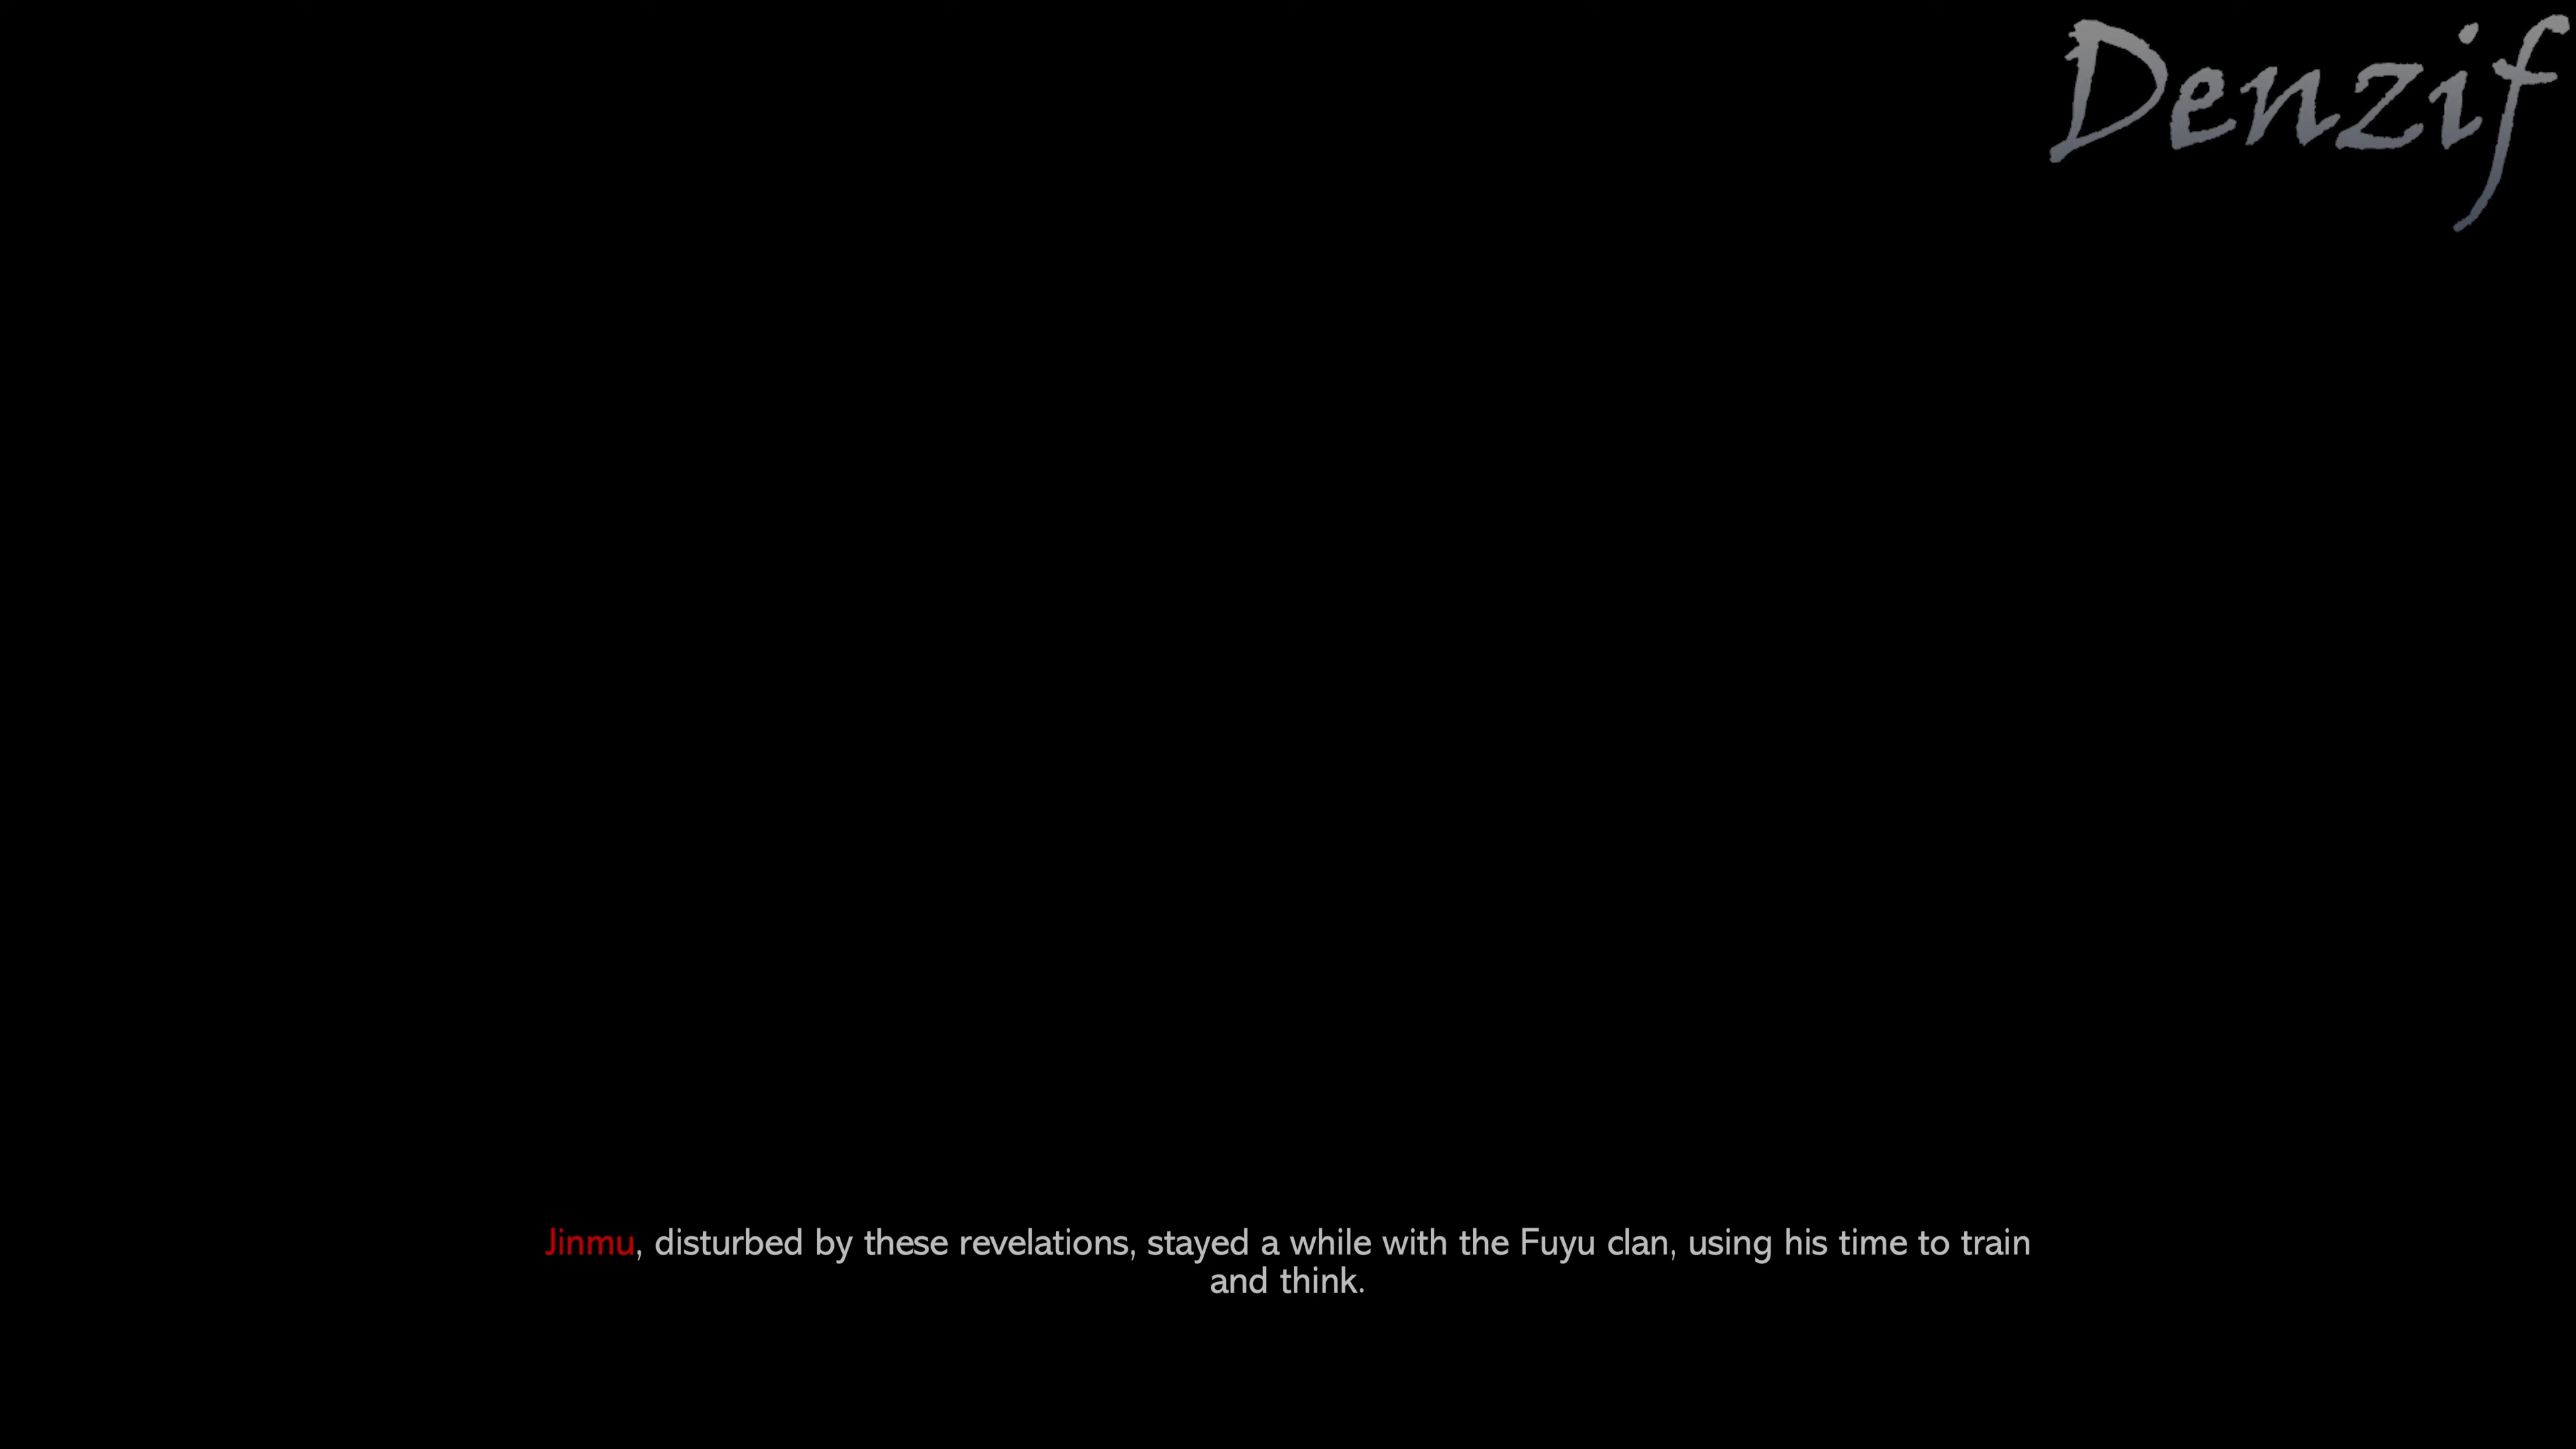 Denzif
Jinmu, disturbed by these revelations, stayed a while with the Fuyu clan, using his time to train
and think.